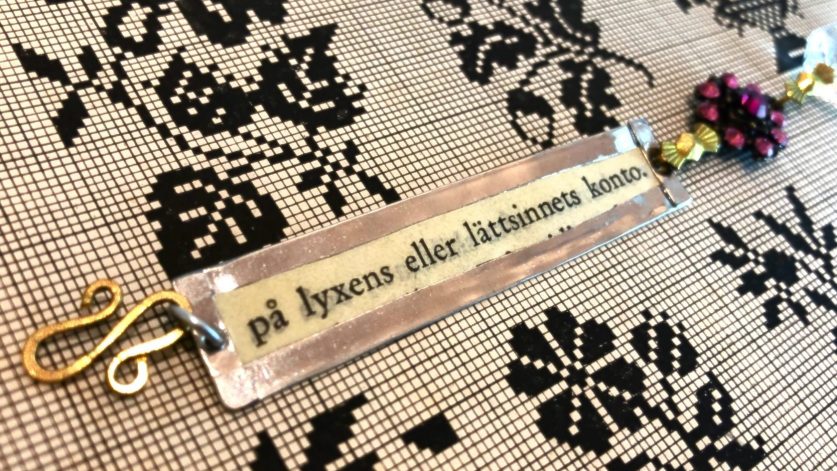 på lyxens eller lättsinnets konto.